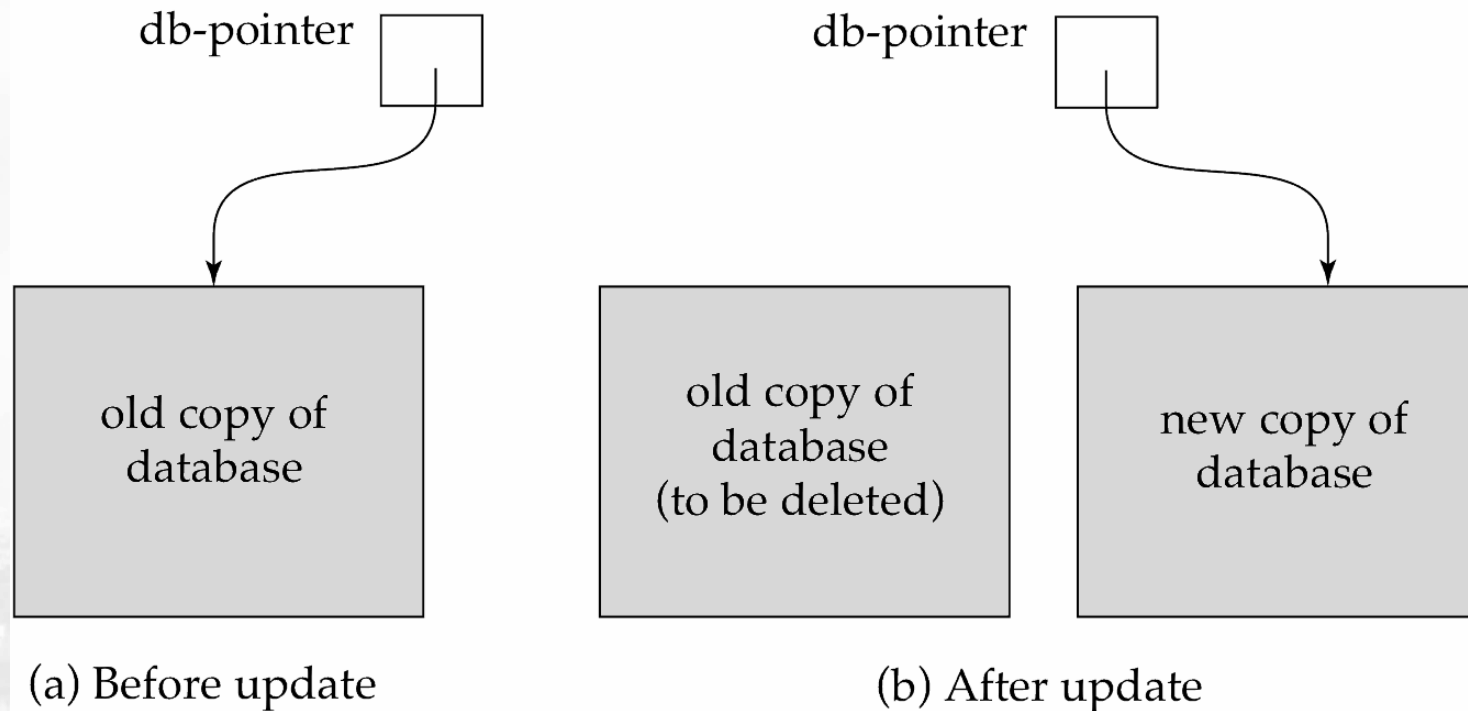 db-pointer
db-pointer
old copy of
database
old copy of
database
(to be deleted)
new copy of
database
(a) Before update
(b) After update